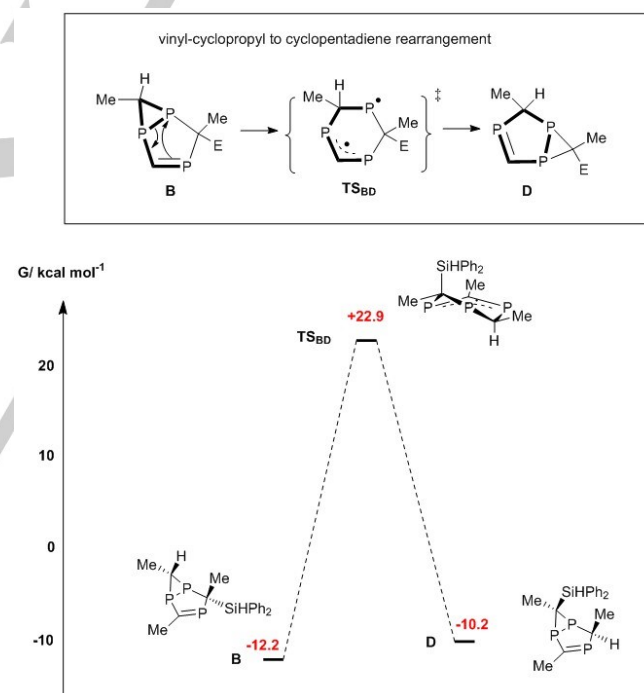 vinyl-cyclopropyl to cyclopentadiene rearrangement
H
Me
P
P
Me
E
P
B
H
Me
P
P
Me
E
P
‡
TSBD
Me
H
P
P
Me
P
E
D
G/ kcal mol-1
20
10
0
-10
SiHPh2
Me
Me
P
P
P
Me
H
+22.9
TSBD
Me
H
Me
P
P
P
SiHPh2
Me
-12.2
B
D
-10.2
SiHPh2
Me
Me
P
P
P
H
Me